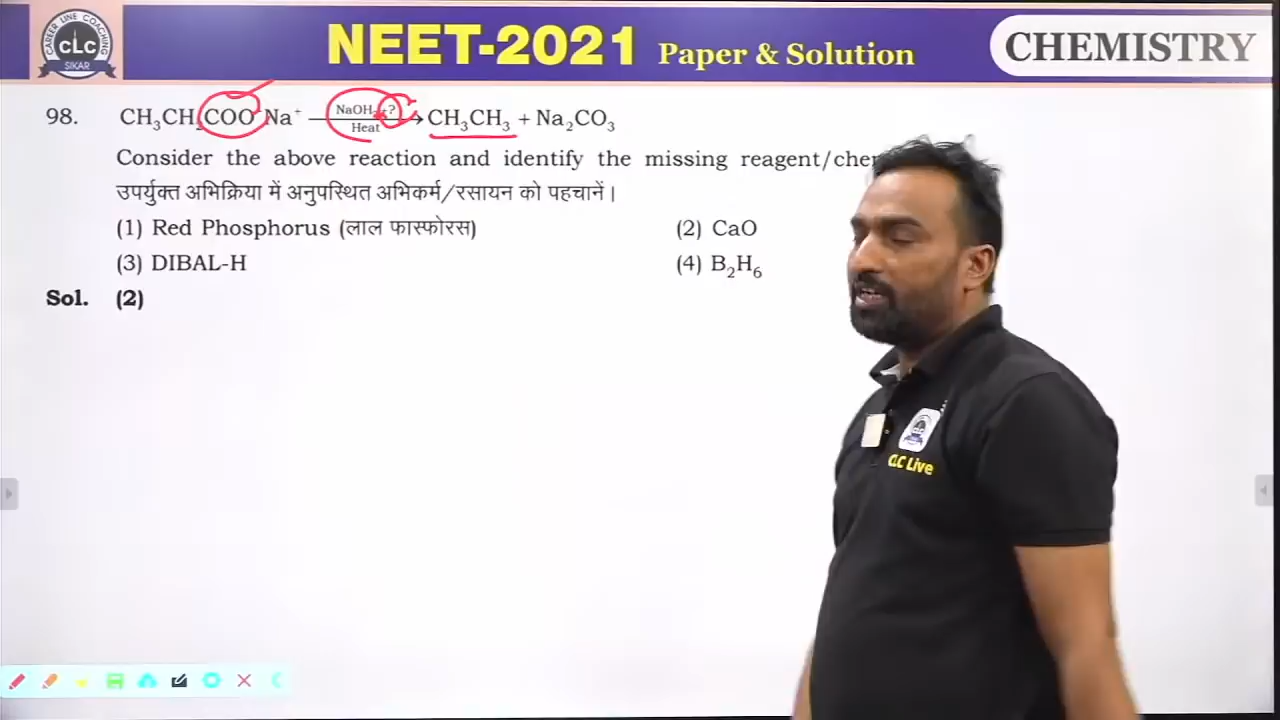 CAREER LINE COACHING
CLC
SIKAR
NEET-2021 Paper & Solution
CHEMISTRY
98. CH₃CH₂COO⁻Na⁺ NaOH+? Heat → CH₃CH₃ + Na₂CO₃
Consider the above reaction and identify the missing reagent/
उपर्युक्त अभिक्रिया में अनुपस्थित अभिकर्म/रसायन को पहचानें।
(1) Red Phosphorus (लाल फास्फोरस) (2) CaO
(3) DIBAL-H (4) B₂H₆
Sol. (2)
CLC Live